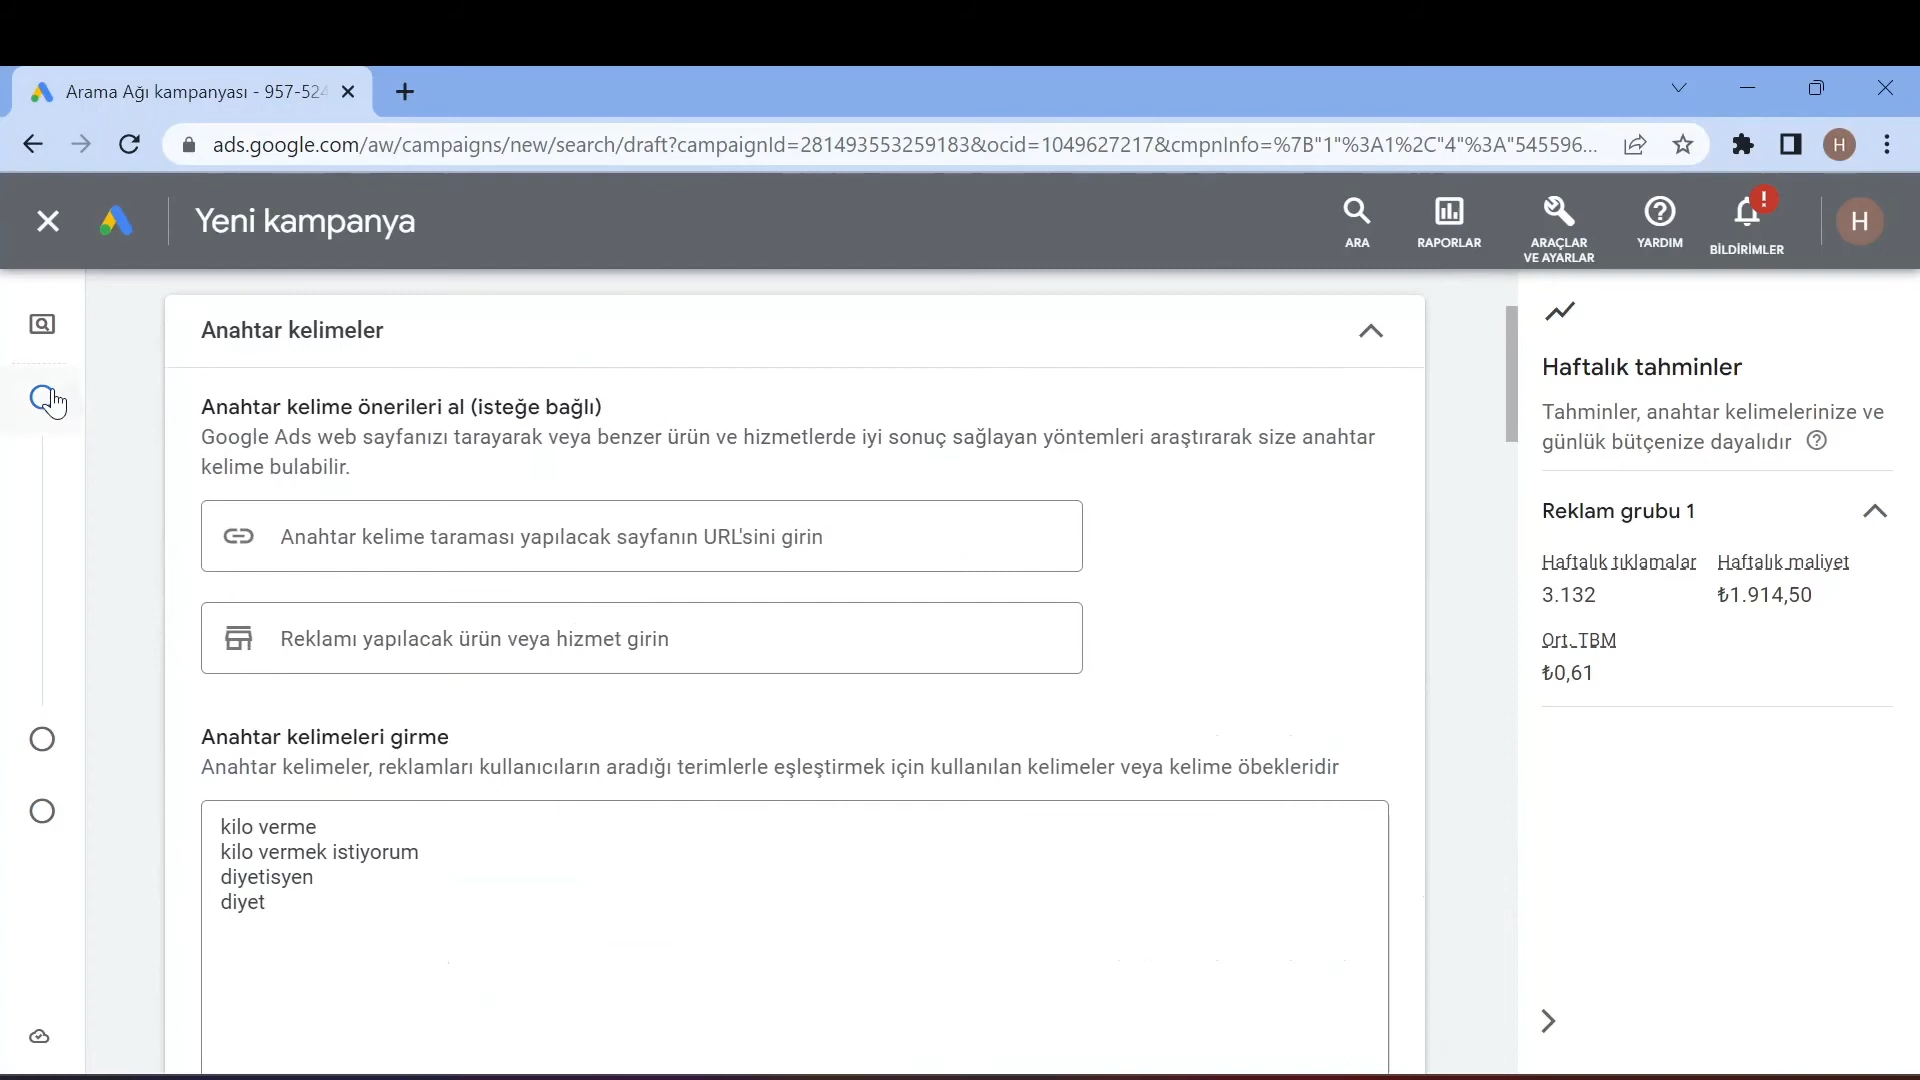 Arama Ağı kampanyası - 957-524
ads.google.com/aw/campaigns/new/search/draft?campaignId=281493553259183&ocid=1049627217&cmpnInfo=%7B"1"%3A1%2C"4"%3A"545596...
H
Yeni kampanya
ARA
RAPORLAR
ARAÇLAR
VE AYARLAR
YARDIM
!
BİLDİRİMLER
H
Anahtar kelimeler
Anahtar kelime önerileri al (isteğe bağlı)
Google Ads web sayfanızı tarayarak veya benzer ürün ve hizmetlerde iyi sonuç sağlayan yöntemleri araştırarak size anahtar
kelime bulabilir.
Anahtar kelime taraması yapılacak sayfanın URL'sini girin
Reklamı yapılacak ürün veya hizmet girin
Anahtar kelimeleri girme
Anahtar kelimeler, reklamları kullanıcıların aradığı terimlerle eşleştirmek için kullanılan kelimeler veya kelime öbekleridir
kilo verme
kilo vermek istiyorum
diyetisyen
diyet
Haftalık tahminler
Tahminler, anahtar kelimelerinize ve
günlük bütçenize dayalıdır
Reklam grubu 1
Haftalık tıklamalar Haftalık maliyet
3.132 ₺1.914,50
Ort. TBM
₺0,61